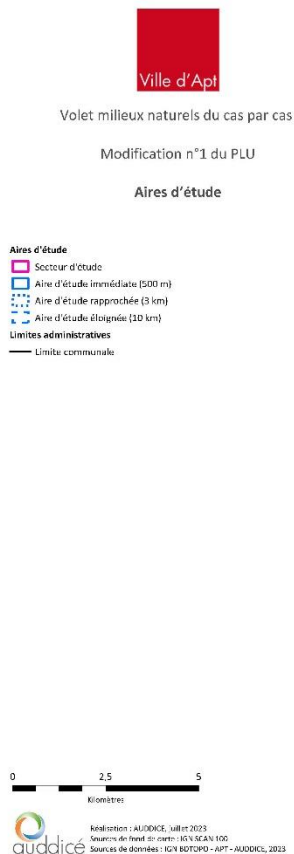 Ville d'Apt
Volet milieux naturels du cas par cas
Modification n°1 du PLU
Aires d'étude
Aires d'étude
Secteur d'étude
Aire d'étude immédiate (500 m)
Aire d'étude rapprochée (3 km)
Aire d'étude éloignée (10 km)
Limites administratives
Limite communale
0 2,5 5
Kilomètres
auddicé
Réalisation : AUDDICE, Juillet 2023
Sources de fond de carte : IGN SCAN 100
Sources de données : IGN BDTOPO - APT - AUDDICE, 2023